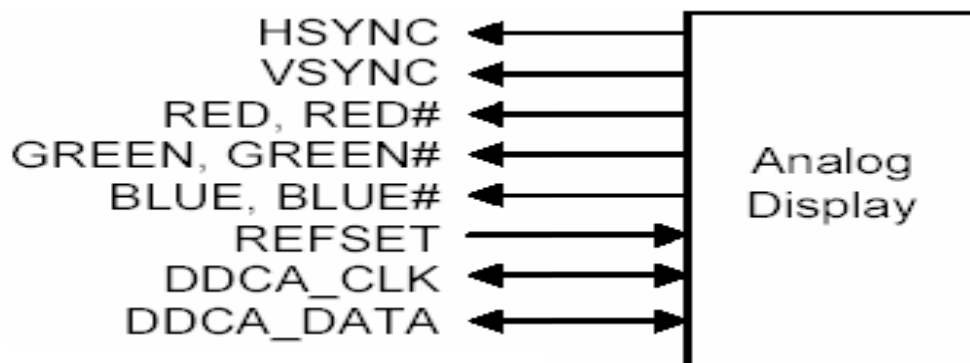 HSYNC
VSYNC
RED, RED#
GREEN, GREEN#
BLUE, BLUE#
REFSET
DDCA_CLK
DDCA_DATA
Analog
Display